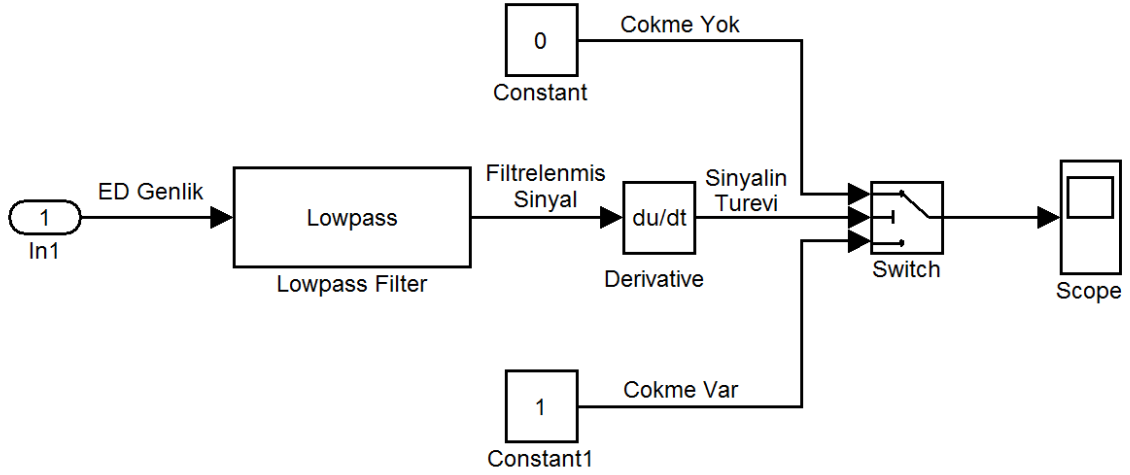 0
Cokme Yok
Constant
1
ED Genlik
In1
Lowpass
Lowpass Filter
Filtrelenmis
Sinyal
du/dt
Derivative
Sinyalin
Turevi
Switch
Scope
1
Cokme Var
Constant1